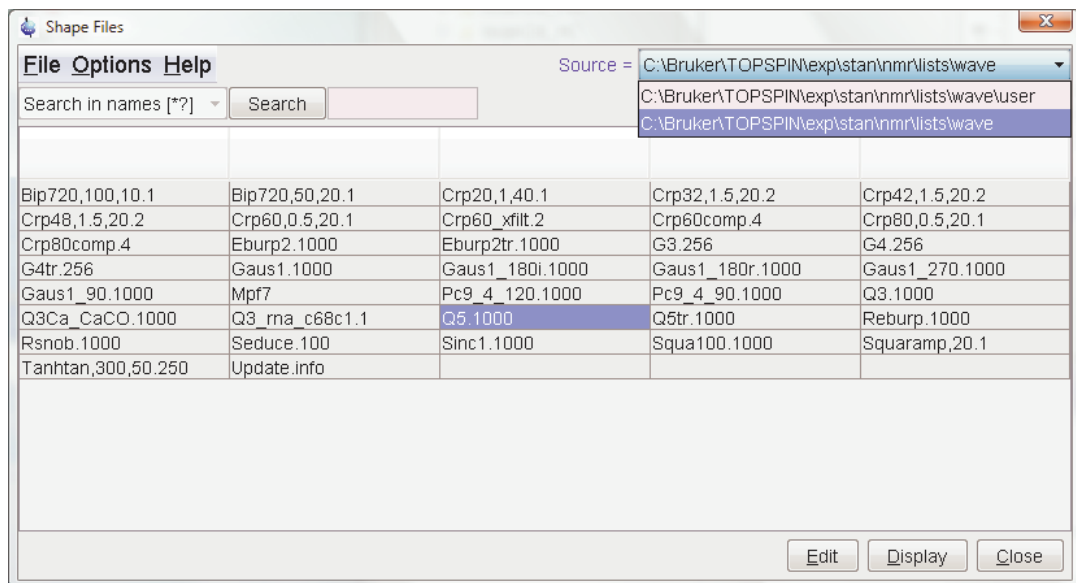 Shape Files
File Options Help Source = C:\Bruker\TOPSPIN\exp\stan\nmr\lists\wave
Search in names [*?] Search C:\Bruker\TOPSPIN\exp\stan\nmr\lists\wave\user
C:\Bruker\TOPSPIN\exp\stan\nmr\lists\wave
Bip720,100,10.1 Bip720,50,20.1 Crp20,1,40.1 Crp32,1.5,20.2 Crp42,1.5,20.2
Crp48,1.5,20.2 Crp60,0.5,20.1 Crp60_xfilt.2 Crp60comp.4 Crp80,0.5,20.1
Crp80comp.4 Eburp2.1000 Eburp2tr.1000 G3.256 G4.256
G4tr.256 Gaus1.1000 Gaus1_180i.1000 Gaus1_180r.1000 Gaus1_270.1000
Gaus1_90.1000 Mpf7 Pc9_4_120.1000 Pc9_4_90.1000 Q3.1000
Q3Ca_CaCO.1000 Q3_rna_c68c1.1 Q5.1000 Q5tr.1000 Reburp.1000
Rsnob.1000 Seduce.100 Sinc1.1000 Squa100.1000 Squaramp,20.1
Tanhtan,300,50.250 Update.info
Edit Display Close